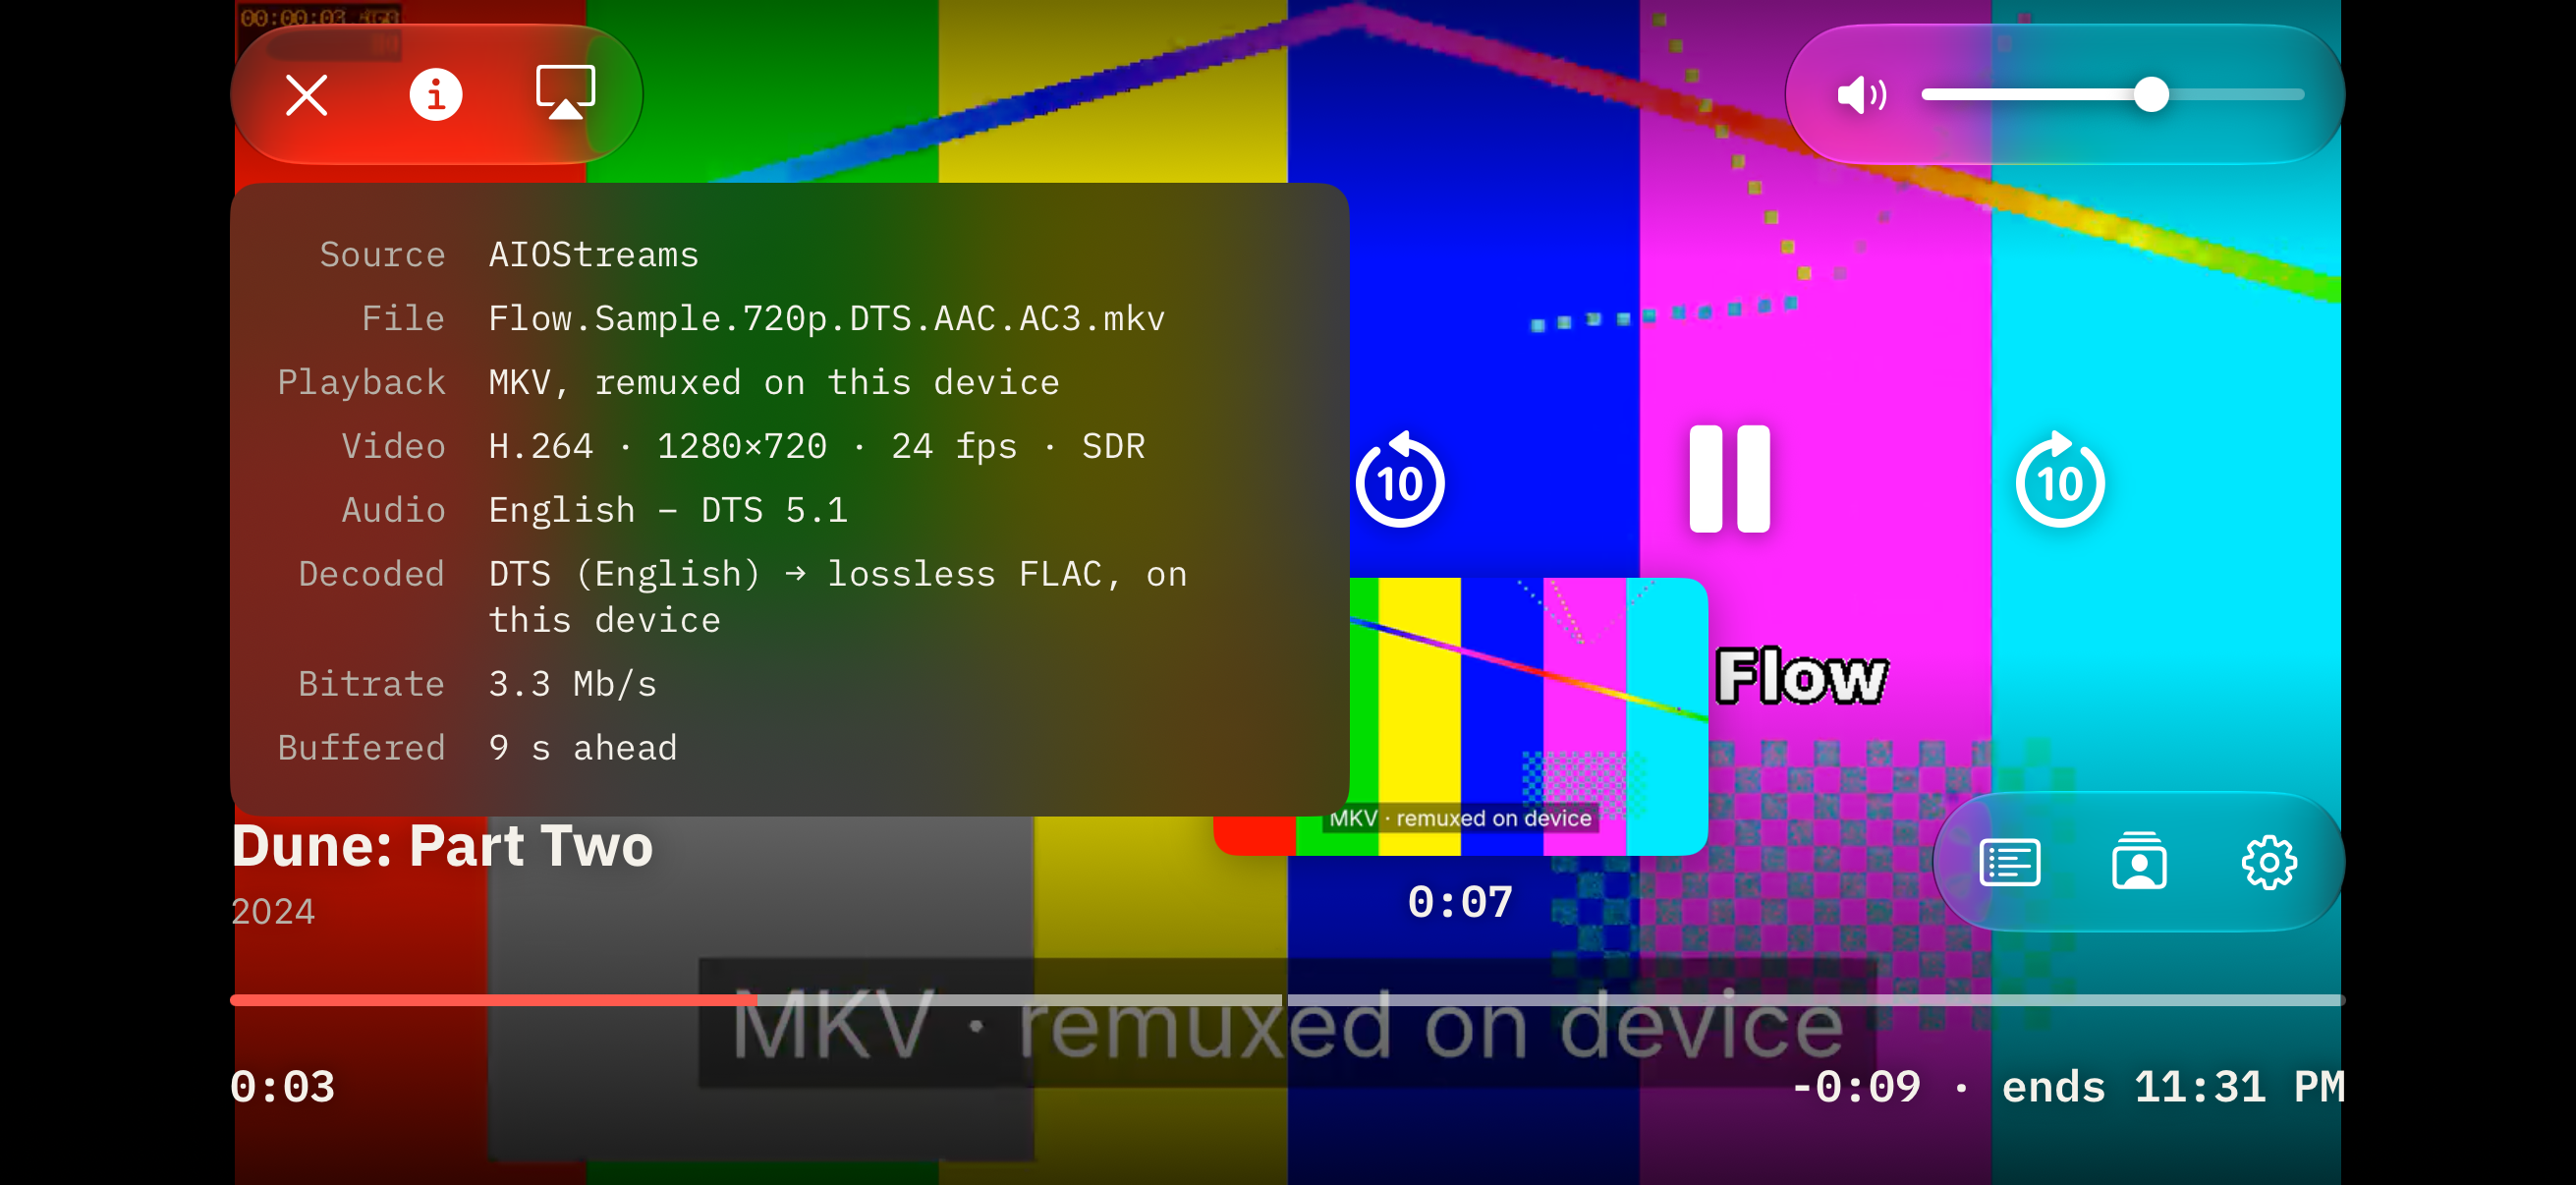 00:00:03
Source AIOStreams
File Flow.Sample.720p.DTS.AAC.AC3.mkv
Playback MKV, remuxed on this device
Video H.264 · 1280×720 · 24 fps · SDR
Audio English – DTS 5.1
Decoded DTS (English) → lossless FLAC, on
this device
Bitrate 3.3 Mb/s
Buffered 9 s ahead
10
10
Flow
MKV · remuxed on device
0:07
Dune: Part Two
2024
MKV · remuxed on device
0:03
-0:09 · ends 11:31 PM